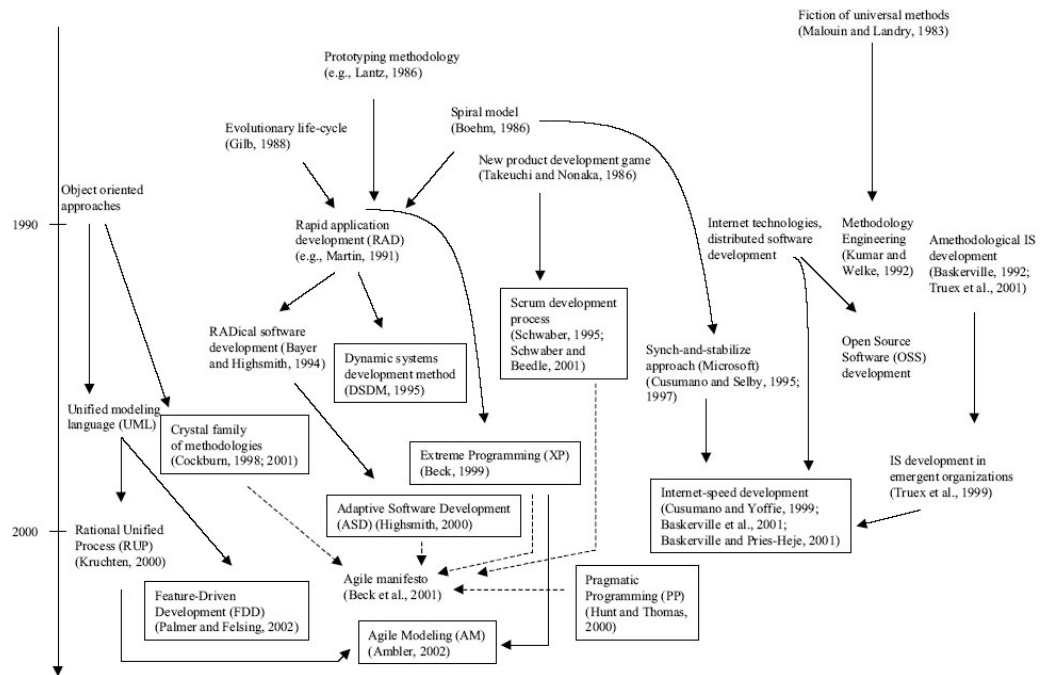 Fiction of universal methods
(Malouin and Landry, 1983)
Prototyping methodology
(e.g., Lantz, 1986)
Spiral model
(Boehm, 1986)
Evolutionary life-cycle
(Gilb, 1988)
New product development game
(Takeuchi and Nonaka, 1986)
Object oriented
approaches
1990
Rapid application
development (RAD)
(e.g., Martin, 1991)
Internet technologies,
distributed software
development
Methodology
Engineering
(Kumar and
Welke, 1992)
Amethodological IS
development
(Baskerville, 1992;
Truex et al., 2001)
Scrum development
process
(Schwaber, 1995;
Schwaber and
Beedle, 2001)
RADical software
development (Bayer
and Highsmith, 1994)
Dynamic systems
development method
(DSDM, 1995)
Synch-and-stabilize
approach (Microsoft)
(Cusumano and Selby, 1995;
1997)
Open Source
Software (OSS)
development
Unified modeling
language (UML)
Crystal family
of methodologies
(Cockburn, 1998; 2001)
Extreme Programming (XP)
(Beck, 1999)
IS development in
emergent organizations
(Truex et al., 1999)
Adaptive Software Development
(ASD) (Highsmith, 2000)
Internet-speed development
(Cusumano and Yoffie, 1999;
Baskerville et al., 2001;
Baskerville and Pries-Heje, 2001)
2000
Rational Unified
Process (RUP)
(Kruchten, 2000)
Agile manifesto
(Beck et al., 2001)
Pragmatic
Programming (PP)
(Hunt and Thomas,
2000)
Feature-Driven
Development (FDD)
(Palmer and Felsing, 2002)
Agile Modeling (AM)
(Ambler, 2002)